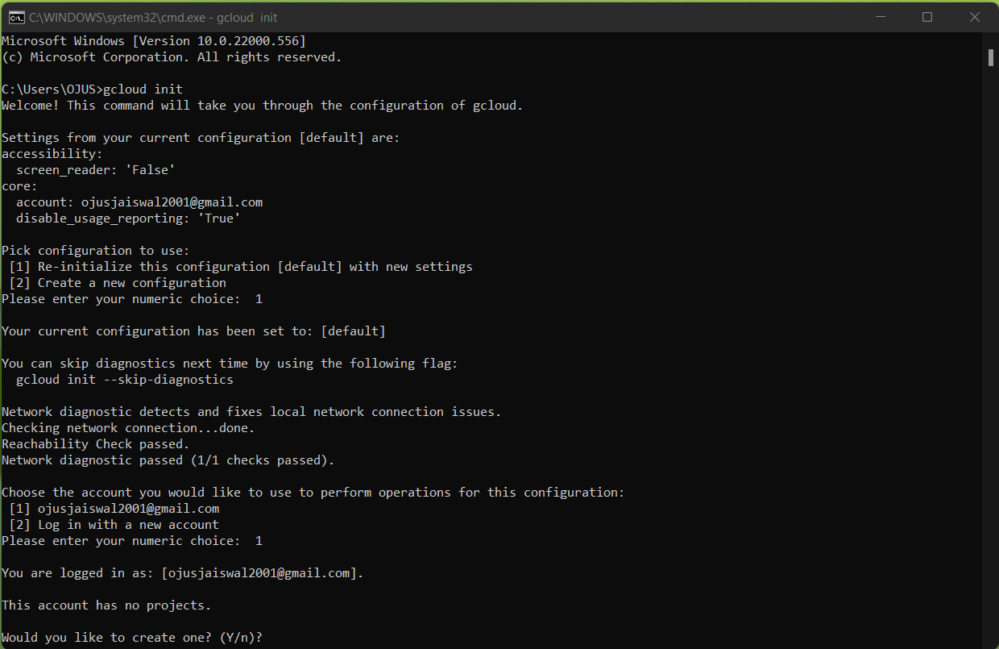 C:\WINDOWS\system32\cmd.exe - gcloud  init
Microsoft Windows [Version 10.0.22000.556]
(c) Microsoft Corporation. All rights reserved.
C:\Users\OJUS>gcloud init
Welcome! This command will take you through the configuration of gcloud.
Settings from your current configuration [default] are:
accessibility:
  screen_reader: 'False'
core:
  account: ojusjaiswal2001@gmail.com
  disable_usage_reporting: 'True'
Pick configuration to use:
 [1] Re-initialize this configuration [default] with new settings
 [2] Create a new configuration
Please enter your numeric choice:  1
Your current configuration has been set to: [default]
You can skip diagnostics next time by using the following flag:
  gcloud init --skip-diagnostics
Network diagnostic detects and fixes local network connection issues.
Checking network connection...done.
Reachability Check passed.
Network diagnostic passed (1/1 checks passed).
Choose the account you would like to use to perform operations for this configuration:
 [1] ojusjaiswal2001@gmail.com
 [2] Log in with a new account
Please enter your numeric choice:  1
You are logged in as: [ojusjaiswal2001@gmail.com].
This account has no projects.
Would you like to create one? (Y/n)?